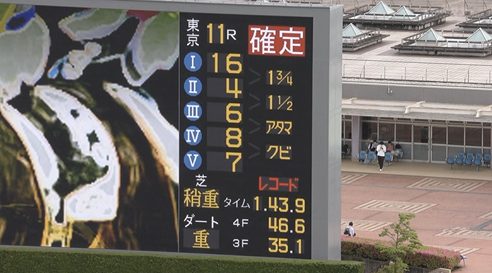 東京 11R 確定
Ⅰ 16
1 3/4
Ⅱ 4
1 1/2
Ⅲ 6
アタマ
Ⅳ 8
クビ
Ⅴ 7
芝 レコード
稍重 タイム 1.43.9
ダート 4F 46.6
重 3F 35.1